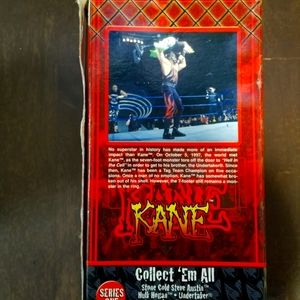 No superstar in history has made more of an immediate
impact than Kane™. On October 5, 1997, the world met
Kane™, as the seven-foot monster tore off the door to "Hell in
the Cell" in order to get to his brother, the Undertaker®. Since
then, Kane™ has been a Tag Team Champion on five occa-
sions. Once a man of no emotion, Kane™ has somewhat bro-
ken out of his shell. However, the 7-footer still remains a mon-
ster in the ring.
KANE
Collect 'Em All
Stone Cold Steve Austin™
Hulk Hogan™ • Undertaker™
SERIES
ONE